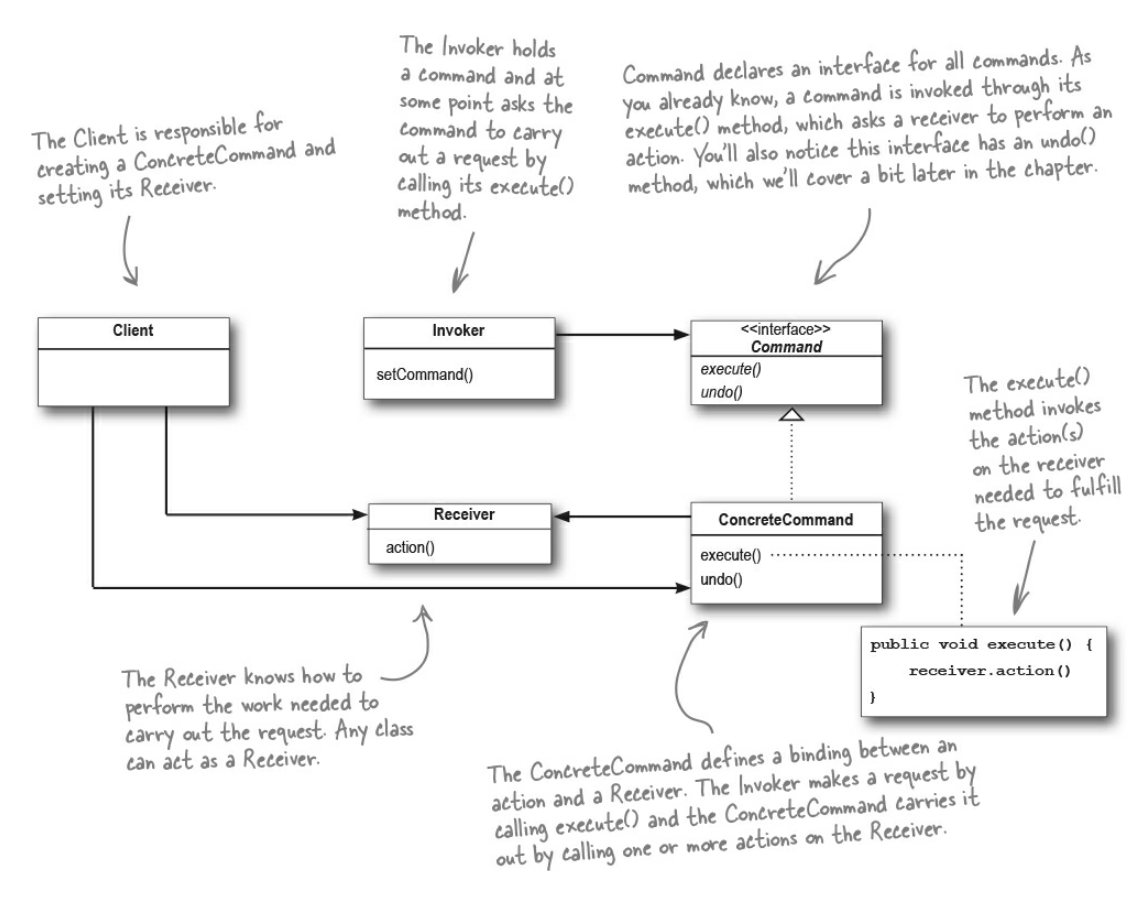 The Invoker holds
a command and at
some point asks the
command to carry
out a request by
calling its execute()
method.
Command declares an interface for all commands. As
you already know, a command is invoked through its
execute() method, which asks a receiver to perform an
action. You'll also notice this interface has an undo()
method, which we'll cover a bit later in the chapter.
The Client is responsible for
creating a ConcreteCommand and
setting its Receiver.
Client
Invoker
setCommand()
<<interface>>
Command
execute()
undo()
The execute()
method invokes
the action(s)
on the receiver
needed to fulfill
the request.
Receiver
action()
ConcreteCommand
execute()
undo()
public void execute() {
receiver.action()
}
The Receiver knows how to
perform the work needed to
carry out the request. Any class
can act as a Receiver.
The ConcreteCommand defines a binding between an
action and a Receiver. The Invoker makes a request by
calling execute() and the ConcreteCommand carries it
out by calling one or more actions on the Receiver.